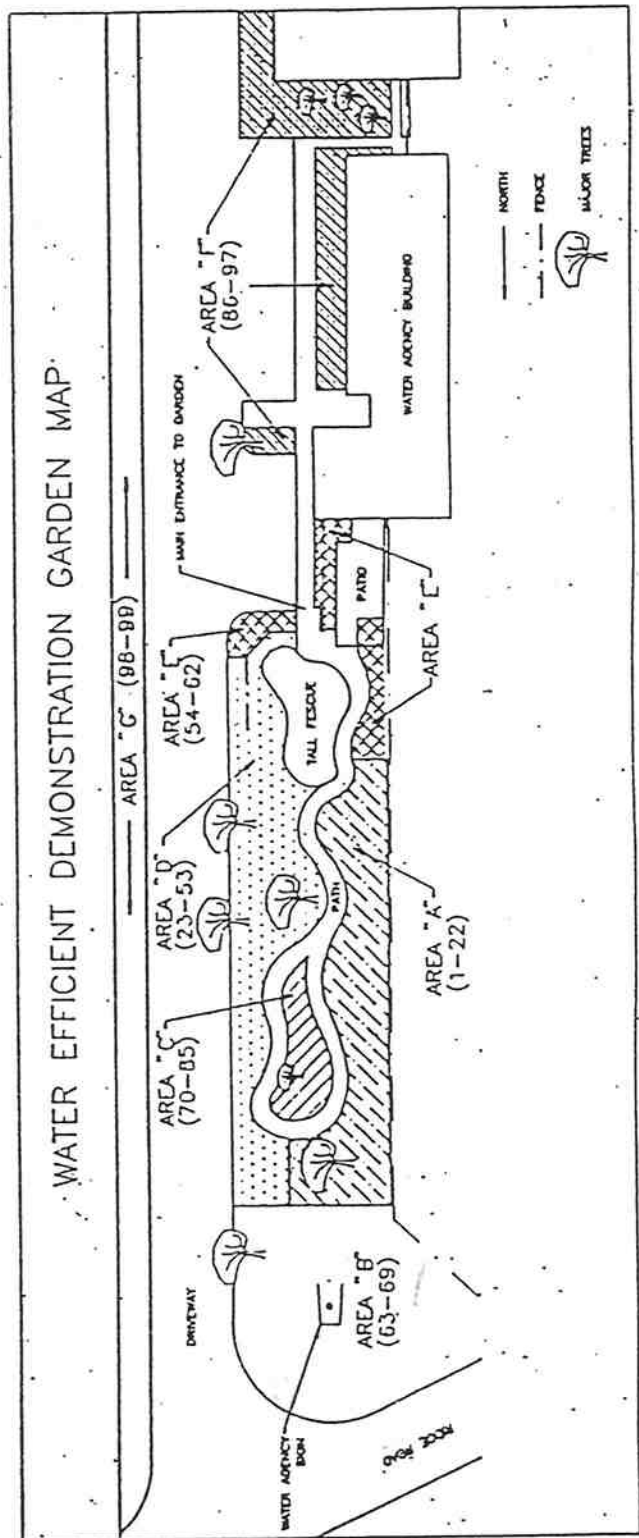 WATER EFFICIENT DEMONSTRATION GARDEN MAP
AREA "G" (98-99)
AREA "F"
(86-97)
MAIN ENTRANCE TO GARDEN
AREA "E"
(54-62)
AREA "D"
(23-53)
AREA "C"
(70-85)
DRIVEWAY
WATER AGENCY
AREA "B"
(63-69)
ROAD
TALL FESCUE
PATH
AREA "A"
(1-22)
PATIO
AREA "E"
WATER AGENCY BUILDING
NORTH
FENCE
MAJOR TREES